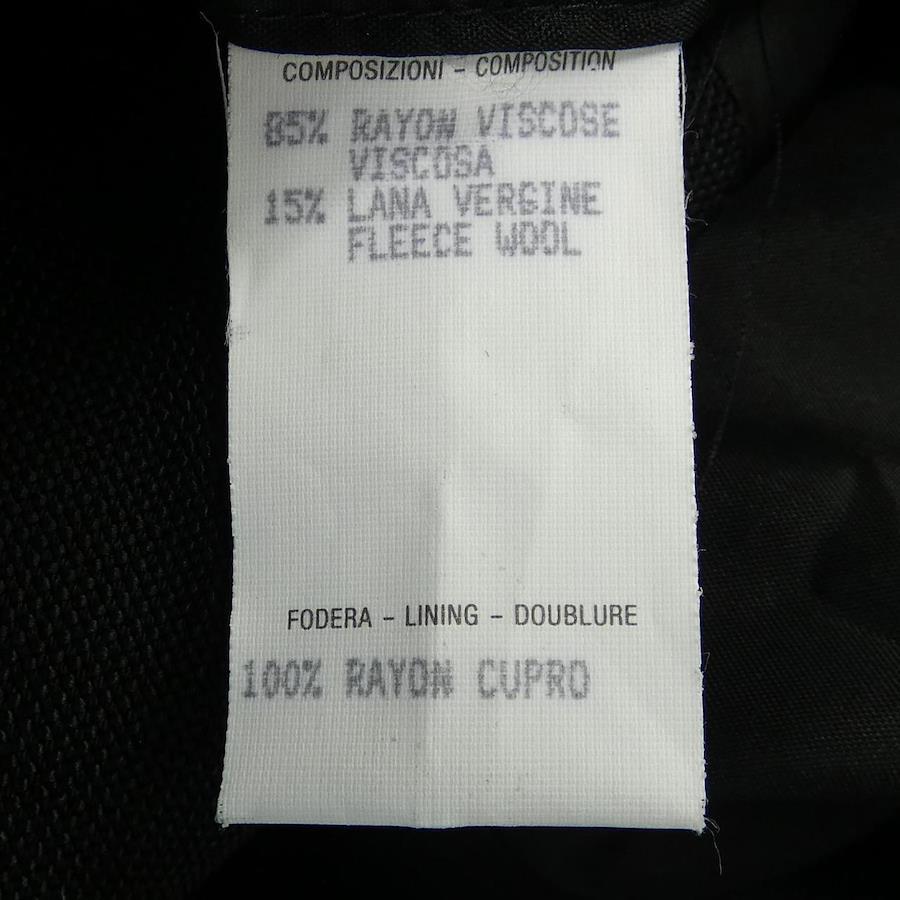 COMPOSIZIONI - COMPOSITION
85% RAYON VISCOSE
VISCOSA
15% LANA VERGINE
FLEECE WOOL
FODERA - LINING - DOUBLURE
100% RAYON CUPRO